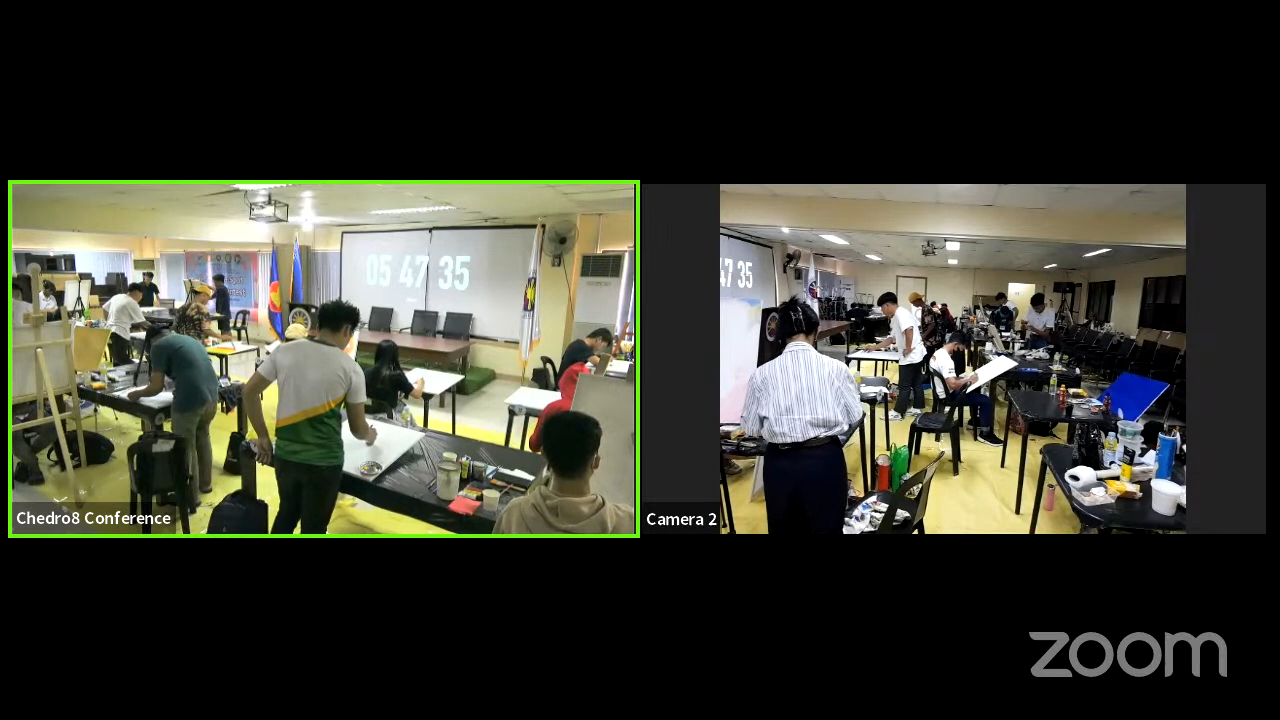 05 47 35
Chedro8 Conference
47 35
Camera 2
zoom